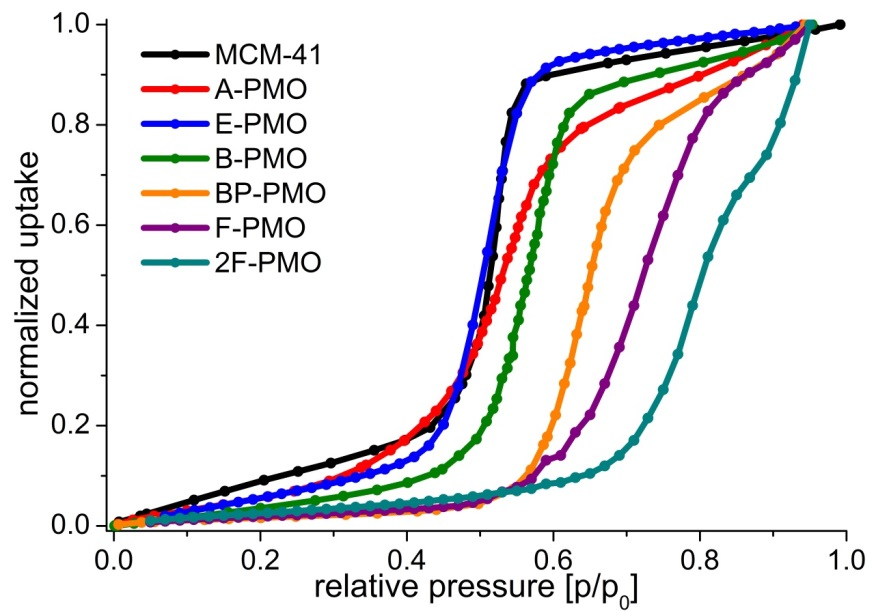 1.0
0.8
0.6
0.4
0.2
0.0
normalized uptake
MCM-41
A-PMO
E-PMO
B-PMO
BP-PMO
F-PMO
2F-PMO
0.0 0.2 0.4 0.6 0.8 1.0
relative pressure [p/p₀]